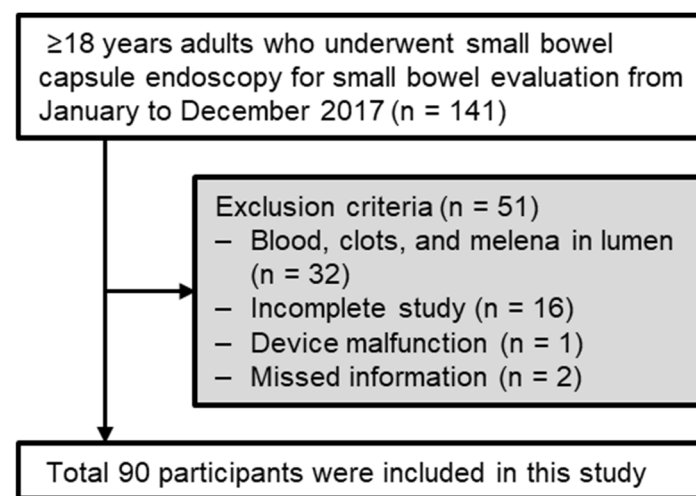 ≥18 years adults who underwent small bowel
capsule endoscopy for small bowel evaluation from
January to December 2017 (n = 141)
Exclusion criteria (n = 51)
– Blood, clots, and melena in lumen
(n = 32)
– Incomplete study (n = 16)
– Device malfunction (n = 1)
– Missed information (n = 2)
Total 90 participants were included in this study